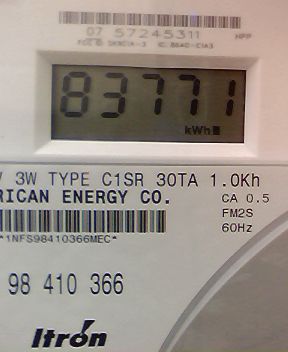 07 57245311
83771
kWh
3W TYPE C1SR 30TA 1.0Kh
RICAN ENERGY CO.
CA 0.5
FM2S
60Hz
*1NFS98410366MEC*
98 410 366
Itron